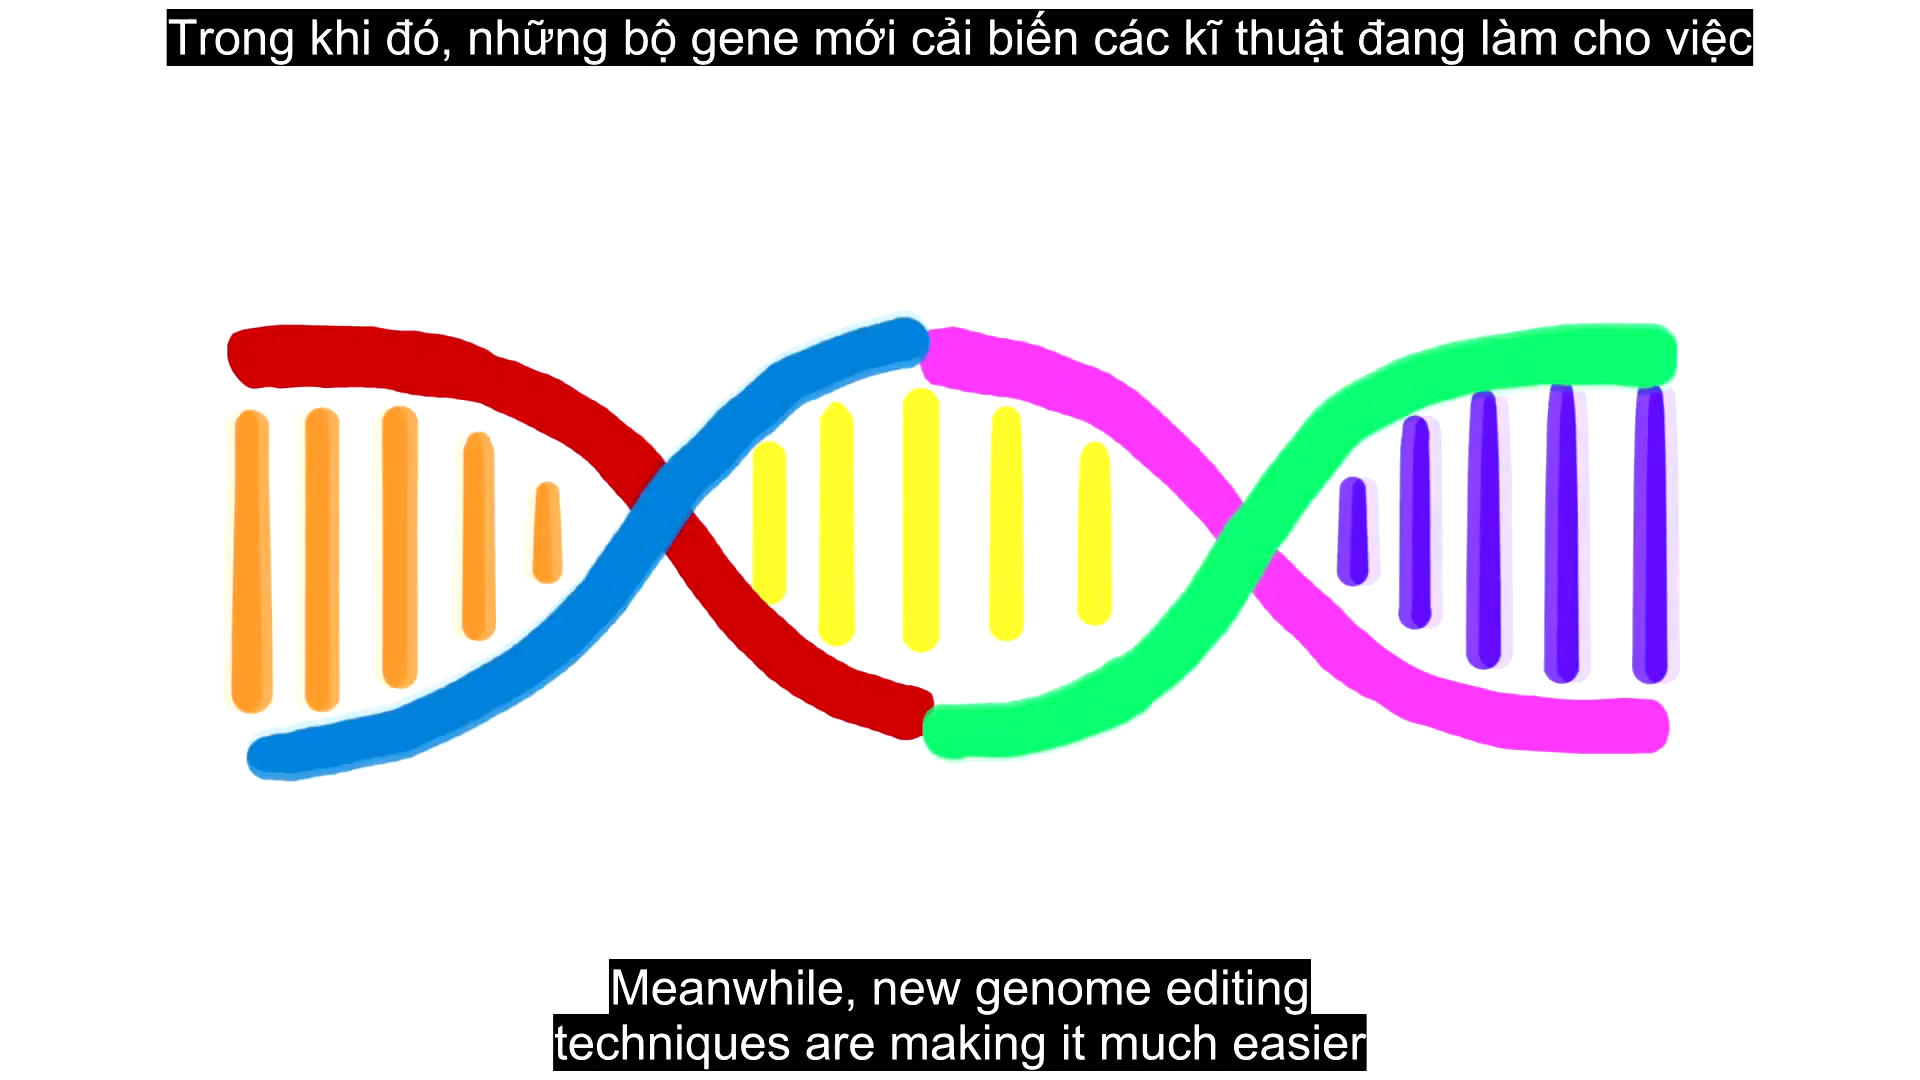 Trong khi đó, những bộ gene mới cải biến các kĩ thuật đang làm cho việc
Meanwhile, new genome editing
techniques are making it much easier